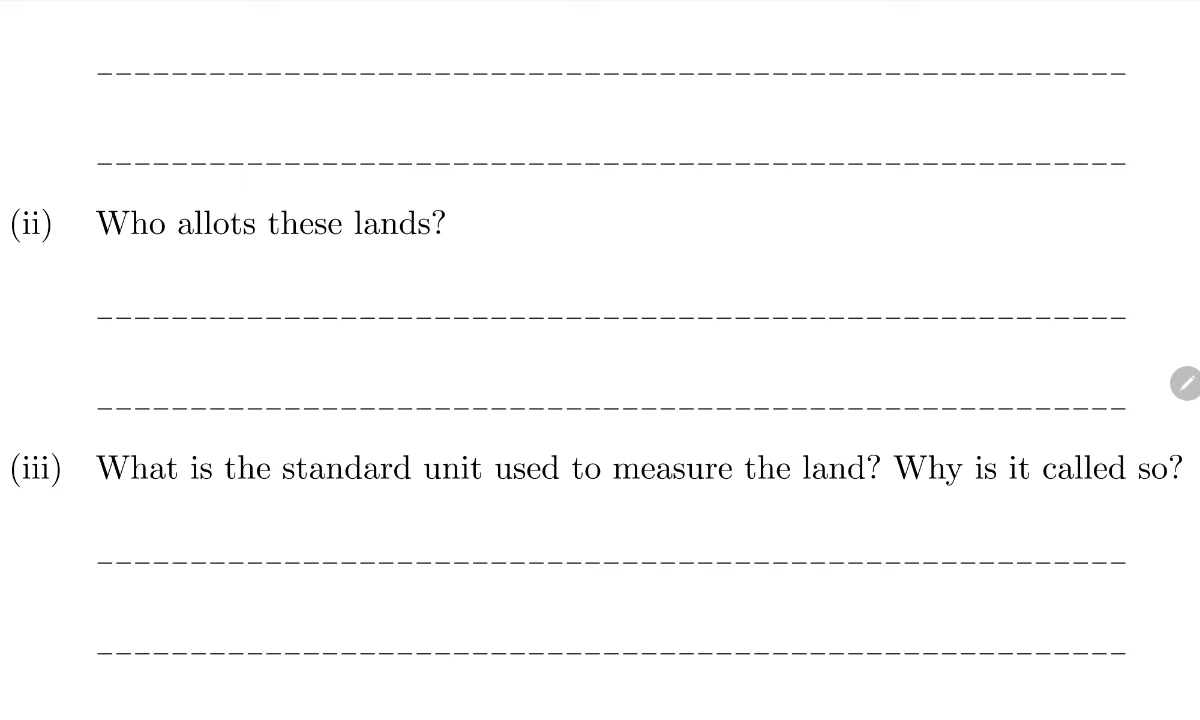 (ii) Who allots these lands?
(iii) What is the standard unit used to measure the land? Why is it called so?